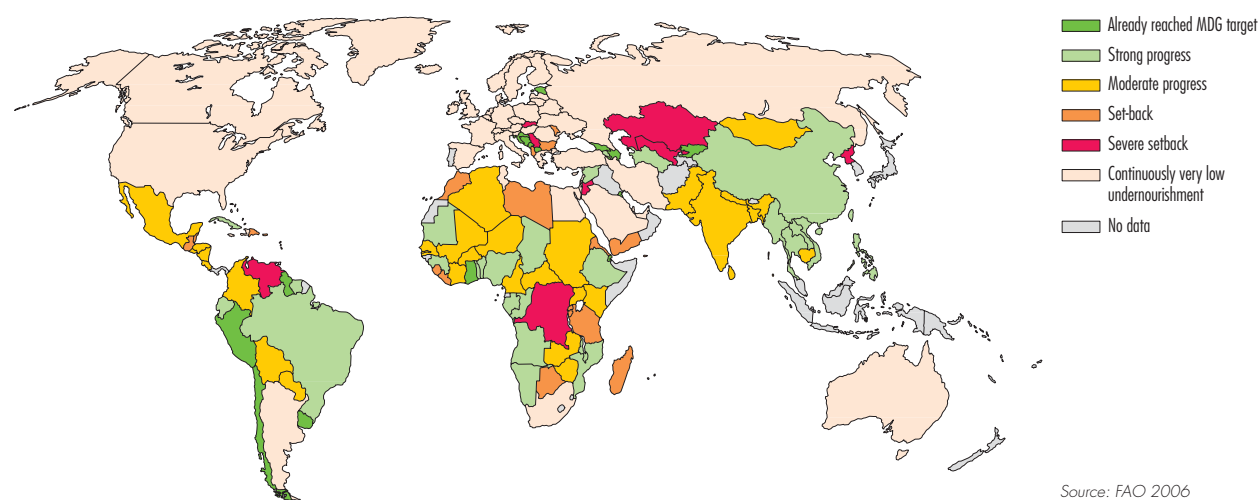 Already reached MDG target
Strong progress
Moderate progress
Set-back
Severe setback
Continuously very low
undernourishment
No data
Source: FAO 2006